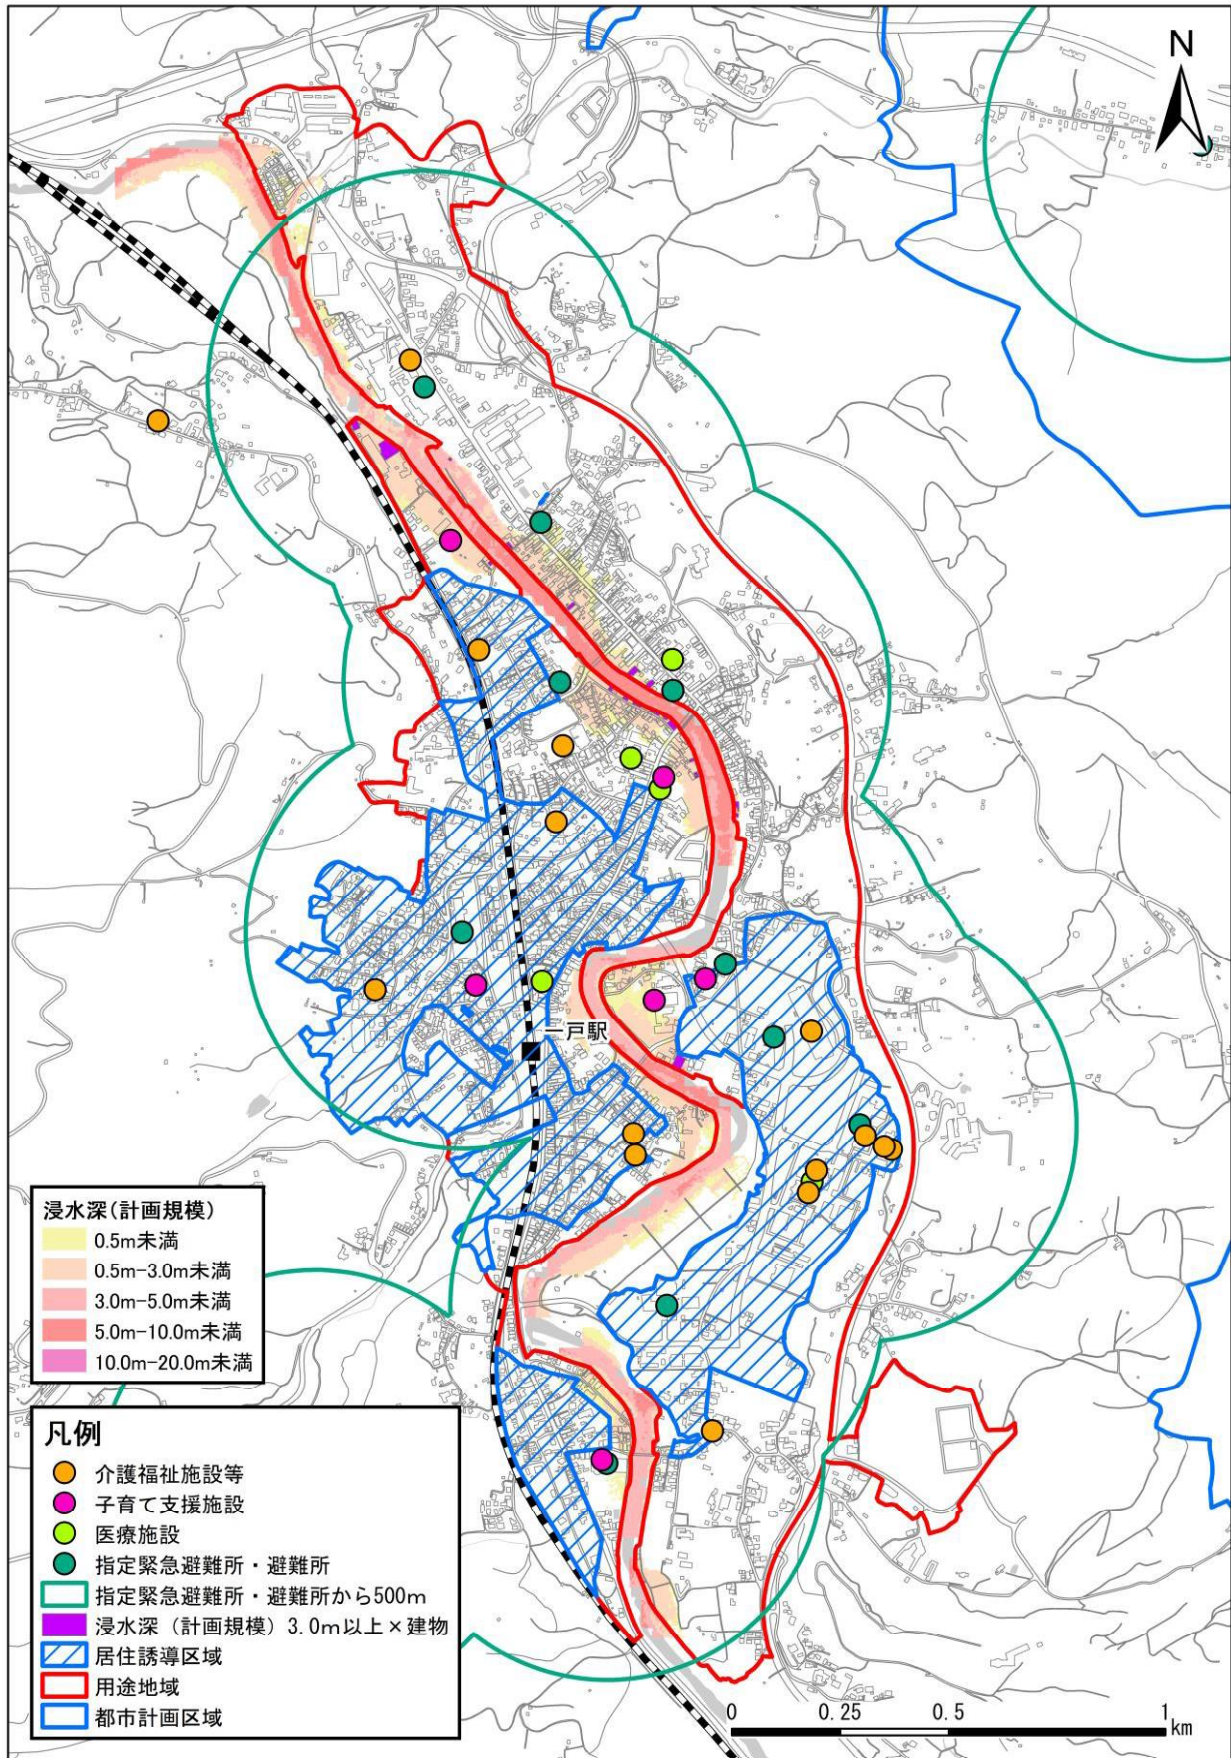 N
一戸駅
浸水深(計画規模)
0.5m未満
0.5m-3.0m未満
3.0m-5.0m未満
5.0m-10.0m未満
10.0m-20.0m未満
凡例
介護福祉施設等
子育て支援施設
医療施設
指定緊急避難所・避難所
指定緊急避難所・避難所から500m
浸水深（計画規模）3.0m以上×建物
居住誘導区域
用途地域
都市計画区域
0 0.25 0.5 1
km